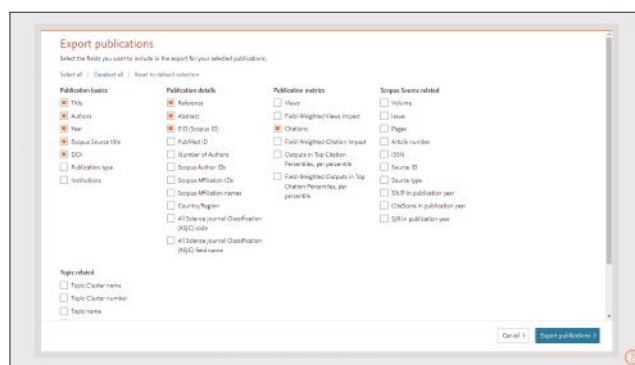 Export publications
Select the fields you want to include in the export for your selected publications.
Select all | Deselect all | Reset to default selection
Publication basics
Title
Authors
Year
Scopus Source title
DOI
Publication type
Institutions
Publication details
Reference
Abstract
EID (Scopus ID)
PubMed ID
Number of Authors
Scopus Author IDs
Scopus Affiliation IDs
Scopus Affiliation names
Country/Region
All Science Journal Classification
(ASJC) code
All Science Journal Classification
(ASJC) field name
Publication metrics
Views
Field-Weighted Views Impact
Citations
Field-Weighted Citation Impact
Outputs in Top Citation
Percentiles, per percentile
Field-Weighted Outputs in Top
Citation Percentiles, per
percentile
Scopus Source related
Volume
Issue
Pages
Article number
ISSN
Source ID
Source type
SNIP in publication year
CiteScore in publication year
SJR in publication year
Topic related
Topic Cluster name
Topic Cluster number
Topic name
Cancel >
Export publications >
?